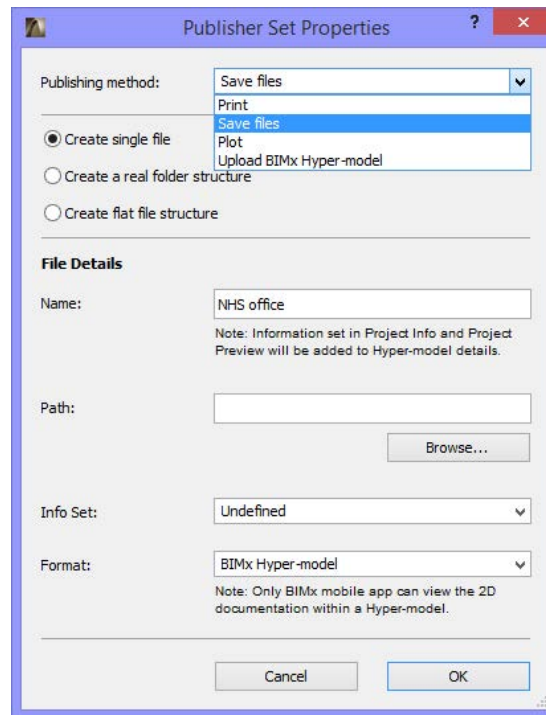 Publisher Set Properties
?
Publishing method:
Save files
Print
Save files
Plot
Upload BIMx Hyper-model
Create single file
Create a real folder structure
Create flat file structure
File Details
Name:
NHS office
Note: Information set in Project Info and Project
Preview will be added to Hyper-model details.
Path:
Browse...
Info Set:
Undefined
Format:
BIMx Hyper-model
Note: Only BIMx mobile app can view the 2D
documentation within a Hyper-model.
Cancel
OK